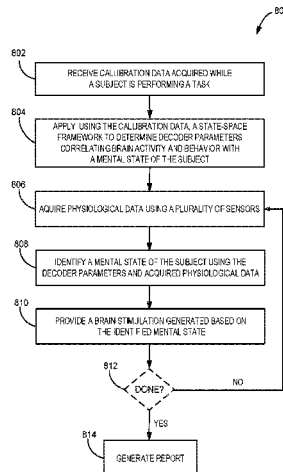 80
802
RECEIVE CALIBRATION DATA ACQUIRED WHILE
A SUBJECT IS PERFORMING A TASK
804
APPLY USING THE CALIBRATION DATA, A STATE-SPACE
FRAMEWORK TO DETERMINE DECODER PARAMETERS
CORRELATING BRAIN ACTIVITY AND BEHAVIOR WITH
A MENTAL STATE OF THE SUBJECT
806
AQUIRE PHYSIOLOGICAL DATA USING A PLURALITY OF SENSORS
808
IDENTIFY A MENTAL STATE OF THE SUBJECT USING THE
DECODER PARAMETERS AND ACQUIRED PHYSIOLOGICAL DATA
810
PROVIDE A BRAIN STIMULATION GENERATED BASED ON
THE IDENTIFIED MENTAL STATE
812
DONE?
NO
YES
814
GENERATE REPORT